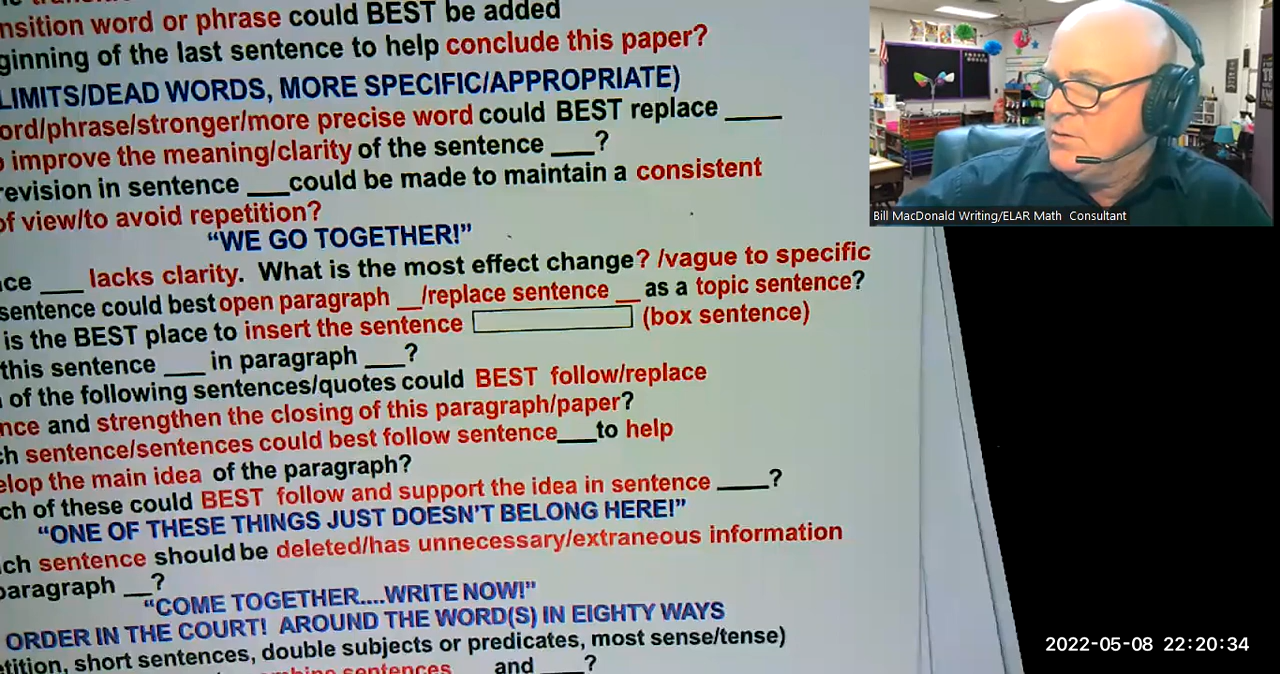 nsition word or phrase could BEST be added
ginning of the last sentence to help conclude this paper?
LIMITS/DEAD WORDS, MORE SPECIFIC/APPROPRIATE)
ord/phrase/stronger/more precise word could BEST replace ____
improve the meaning/clarity of the sentence ___?
revision in sentence ___could be made to maintain a consistent
of view/to avoid repetition?
“WE GO TOGETHER!”
ce ___ lacks clarity. What is the most effect change? /vague to specific
sentence could best open paragraph __/replace sentence __ as a topic sentence?
is the BEST place to insert the sentence (box sentence)
this sentence ___ in paragraph ___?
of the following sentences/quotes could BEST follow/replace
nce and strengthen the closing of this paragraph/paper?
ch sentence/sentences could best follow sentence___to help
elop the main idea of the paragraph?
ch of these could BEST follow and support the idea in sentence ____?
“ONE OF THESE THINGS JUST DOESN’T BELONG HERE!”
ch sentence should be deleted/has unnecessary/extraneous information
paragraph __?
“COME TOGETHER....WRITE NOW!”
ORDER IN THE COURT! AROUND THE WORD(S) IN EIGHTY WAYS
etition, short sentences, double subjects or predicates, most sense/tense)
sentences ___ and ___?
Bill MacDonald Writing/ELAR Math Consultant
2022-05-08 22:20:34